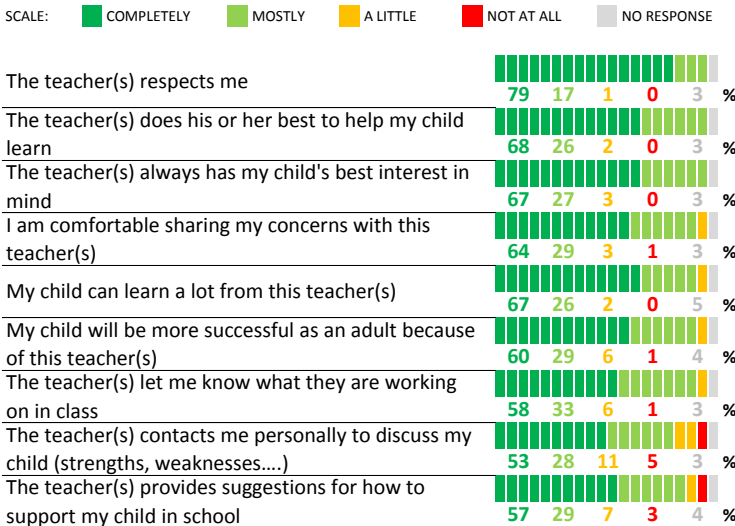 SCALE: COMPLETELY MOSTLY A LITTLE NOT AT ALL NO RESPONSE
The teacher(s) respects me
79 17 1 0 3 %
The teacher(s) does his or her best to help my child
learn
68 26 2 0 3 %
The teacher(s) always has my child's best interest in
mind
67 27 3 0 3 %
I am comfortable sharing my concerns with this
teacher(s)
64 29 3 1 3 %
My child can learn a lot from this teacher(s)
67 26 2 0 5 %
My child will be more successful as an adult because
of this teacher(s)
60 29 6 1 4 %
The teacher(s) let me know what they are working
on in class
58 33 6 1 3 %
The teacher(s) contacts me personally to discuss my
child (strengths, weaknesses....)
53 28 11 5 3 %
The teacher(s) provides suggestions for how to
support my child in school
57 29 7 3 4 %